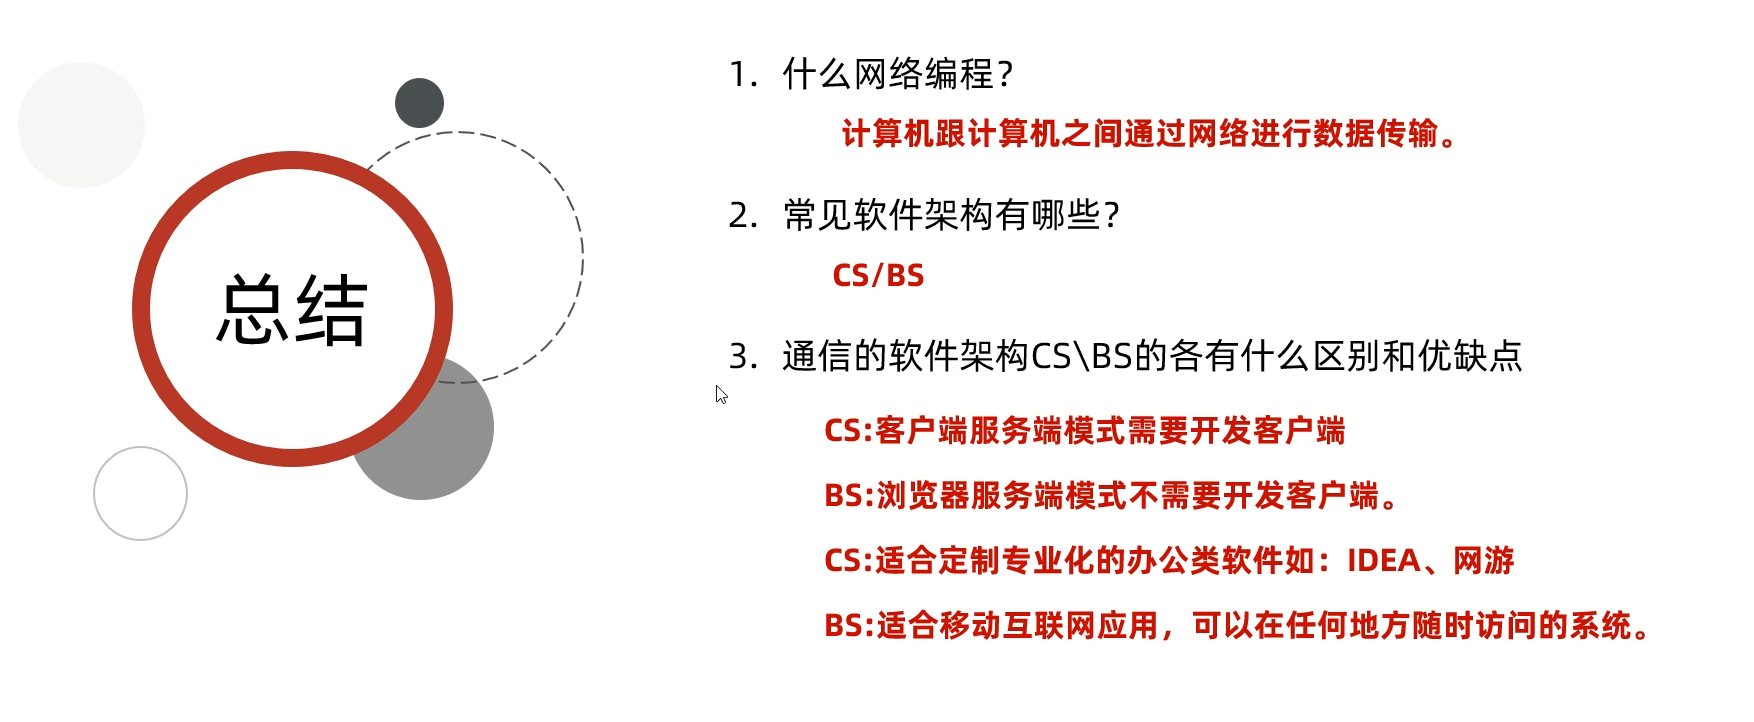 总结
1. 什么网络编程？
计算机跟计算机之间通过网络进行数据传输。
2. 常见软件架构有哪些？
CS/BS
3. 通信的软件架构CS\BS的各有什么区别和优缺点
CS:客户端服务端模式需要开发客户端
BS:浏览器服务端模式不需要开发客户端。
CS:适合定制专业化的办公类软件如：IDEA、网游
BS:适合移动互联网应用，可以在任何地方随时访问的系统。